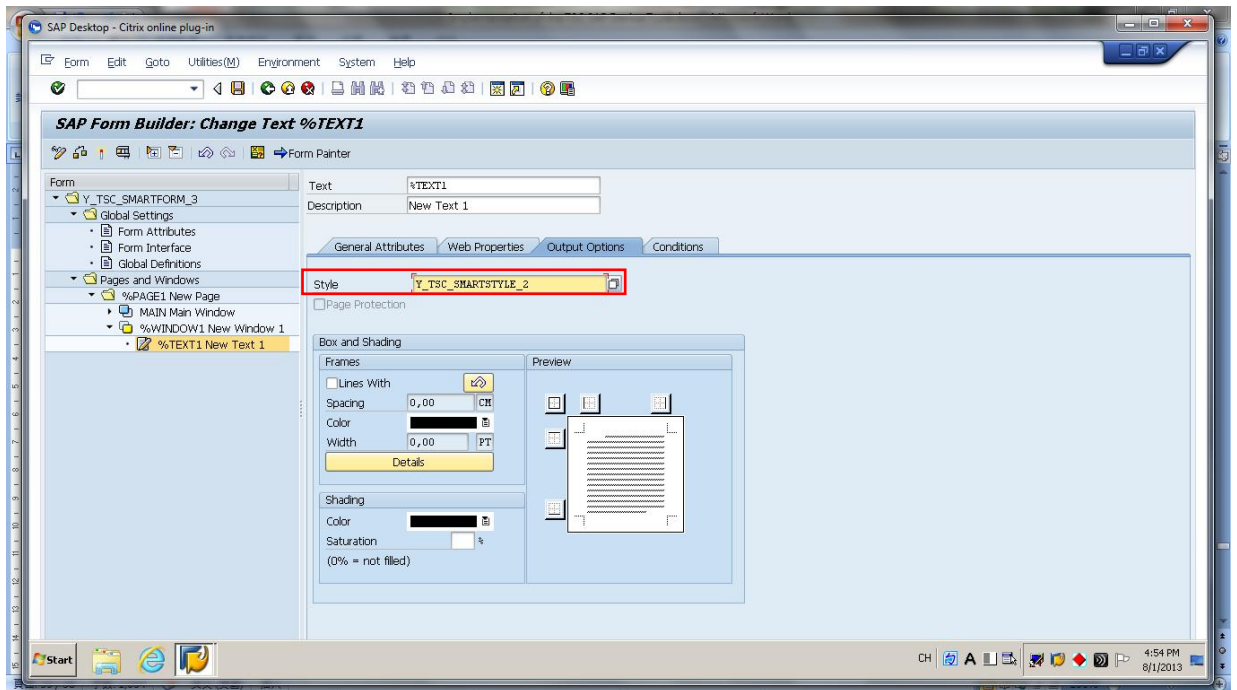 SAP Desktop - Citrix online plug-in
Form Edit Goto Utilities(M) Environment System Help
SAP Form Builder: Change Text %TEXT1
Form Painter
Form
Y_TSC_SMARTFORM_3
Global Settings
Form Attributes
Form Interface
Global Definitions
Pages and Windows
%PAGE1 New Page
MAIN Main Window
%WINDOW1 New Window 1
%TEXT1 New Text 1
Text %TEXT1
Description New Text 1
General Attributes Web Properties Output Options Conditions
Style Y_TSC_SMARTSTYLE_2
Page Protection
Box and Shading
Frames
Lines With
Spacing 0,00 CM
Color
Width 0,00 PT
Details
Shading
Color
Saturation %
(0% = not filled)
Preview
Start
CH A
4:54 PM
8/1/2013